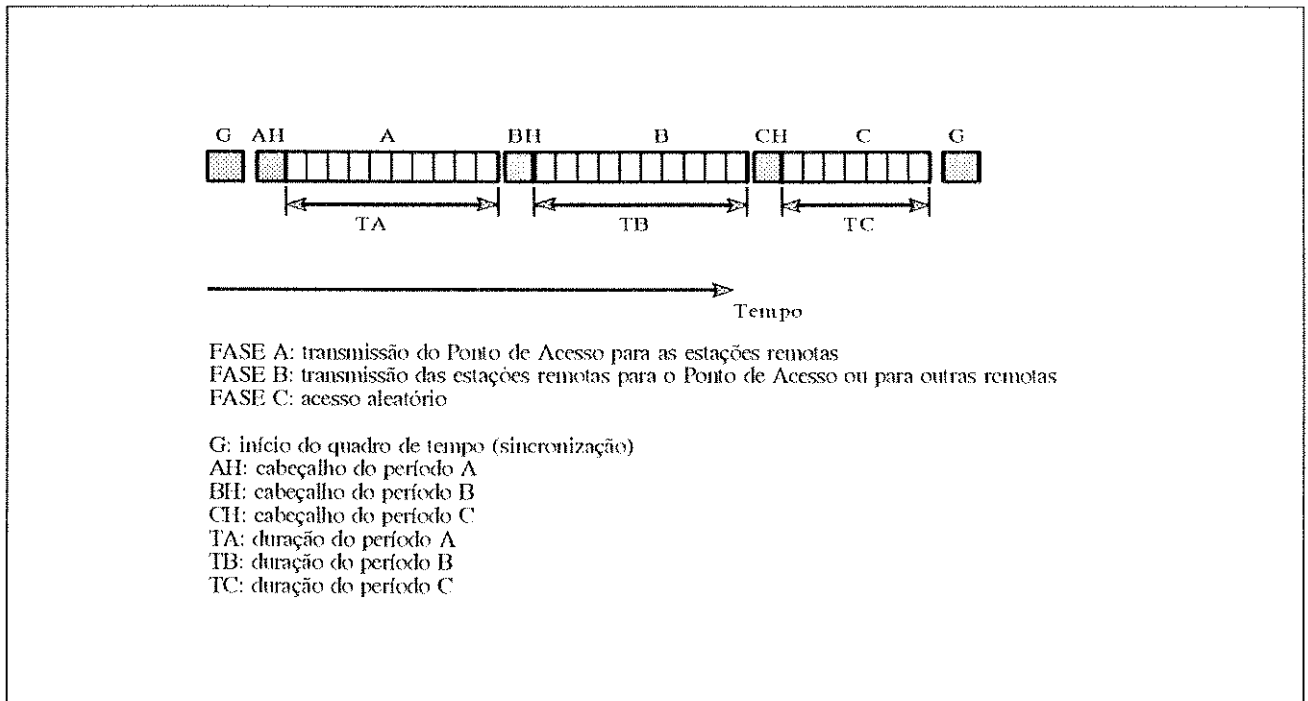 G AH A BH B CH C G
TA TB TC
Tempo
FASE A: transmissão do Ponto de Acesso para as estações remotas
FASE B: transmissão das estações remotas para o Ponto de Acesso ou para outras remotas
FASE C: acesso aleatório
G: início do quadro de tempo (sincronização)
AH: cabeçalho do período A
BH: cabeçalho do período B
CH: cabeçalho do período C
TA: duração do período A
TB: duração do período B
TC: duração do período C